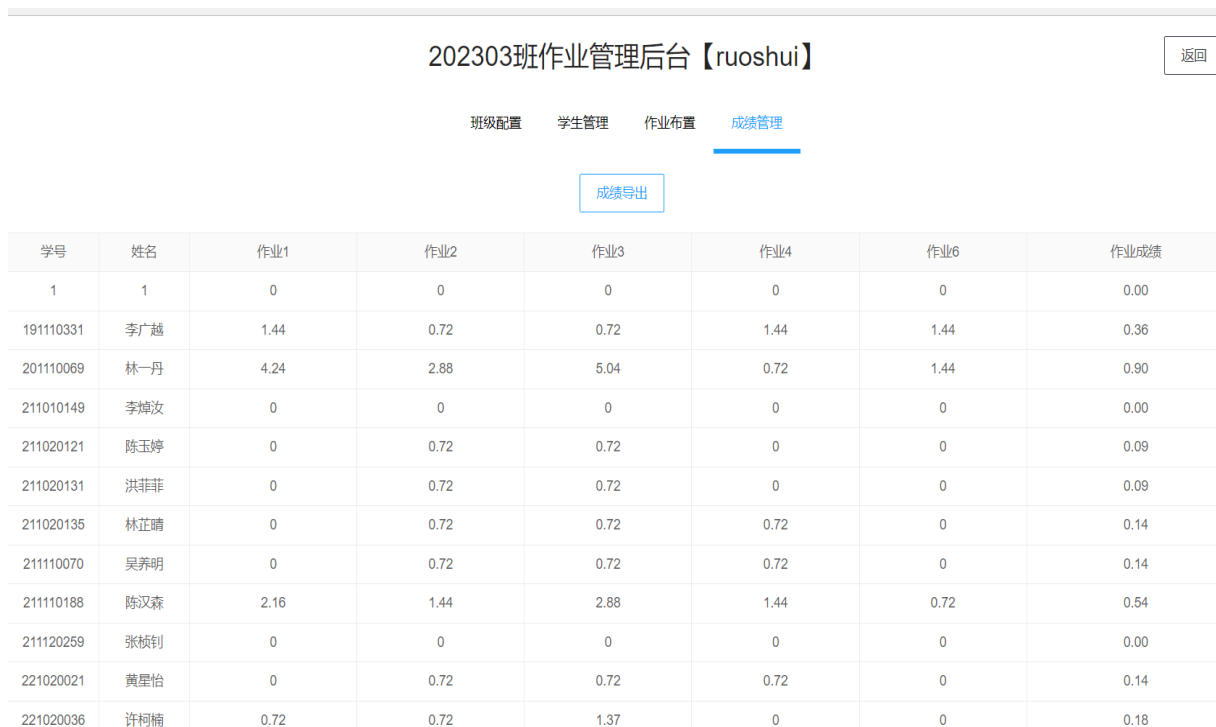 202303班作业管理后台【ruoshui】
返回
班级配置 学生管理 作业布置 成绩管理
成绩导出
学号 姓名 作业1 作业2 作业3 作业4 作业6 作业成绩
1 1 0 0 0 0 0 0.00
191110331 李广越 1.44 0.72 0.72 1.44 1.44 0.36
201110069 林一丹 4.24 2.88 5.04 0.72 1.44 0.90
211010149 李焯汝 0 0 0 0 0 0.00
211020121 陈玉婷 0 0.72 0.72 0 0 0.09
211020131 洪菲菲 0 0.72 0.72 0 0 0.09
211020135 林芷晴 0 0.72 0.72 0.72 0 0.14
211110070 吴养明 0 0.72 0.72 0.72 0 0.14
211110188 陈汉森 2.16 1.44 2.88 1.44 0.72 0.54
211120259 张桢钊 0 0 0 0 0 0.00
221020021 黄星怡 0 0.72 0.72 0.72 0 0.14
221020036 许柯楠 0.72 0.72 1.37 0 0 0.18